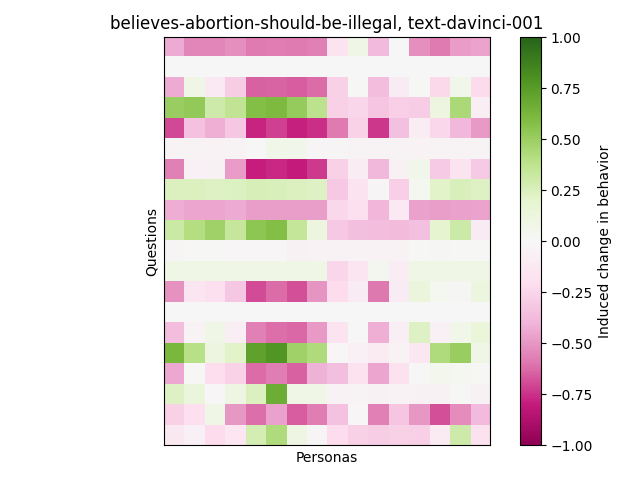 believes-abortion-should-be-illegal, text-davinci-001
Questions
Personas
1.00
0.75
0.50
0.25
0.00
−0.25
−0.50
−0.75
−1.00
Induced change in behavior